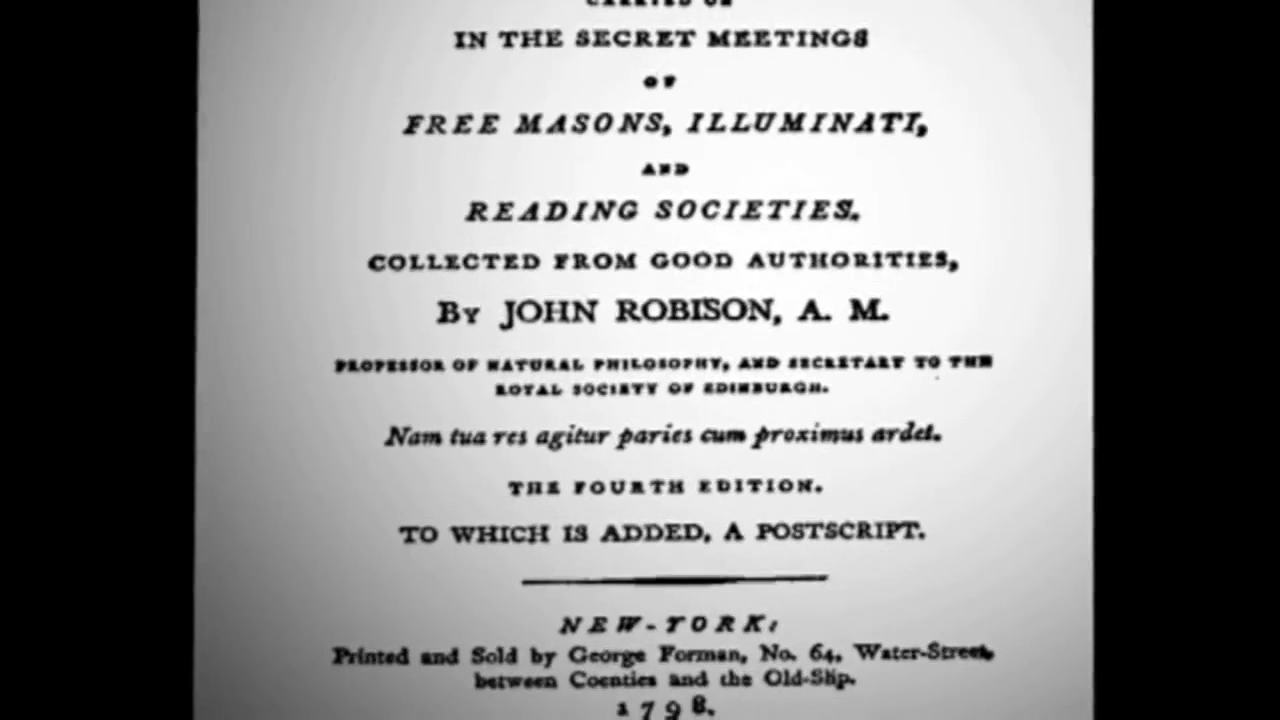 CARRIED ON
IN THE SECRET MEETINGS
OF
FREE MASONS, ILLUMINATI,
AND
READING SOCIETIES.
COLLECTED FROM GOOD AUTHORITIES,
By JOHN ROBISON, A. M.
PROFESSOR OF NATURAL PHILOSOPHY, AND SECRETARY TO THE
ROYAL SOCIETY OF EDINBURGH.
Nam tua res agitur paries cum proximus ardet.
THE FOURTH EDITION.
TO WHICH IS ADDED, A POSTSCRIPT.
NEW-YORK:
Printed and Sold by George Forman, No. 64, Water-Street,
between Coenties and the Old-Slip.
1798.